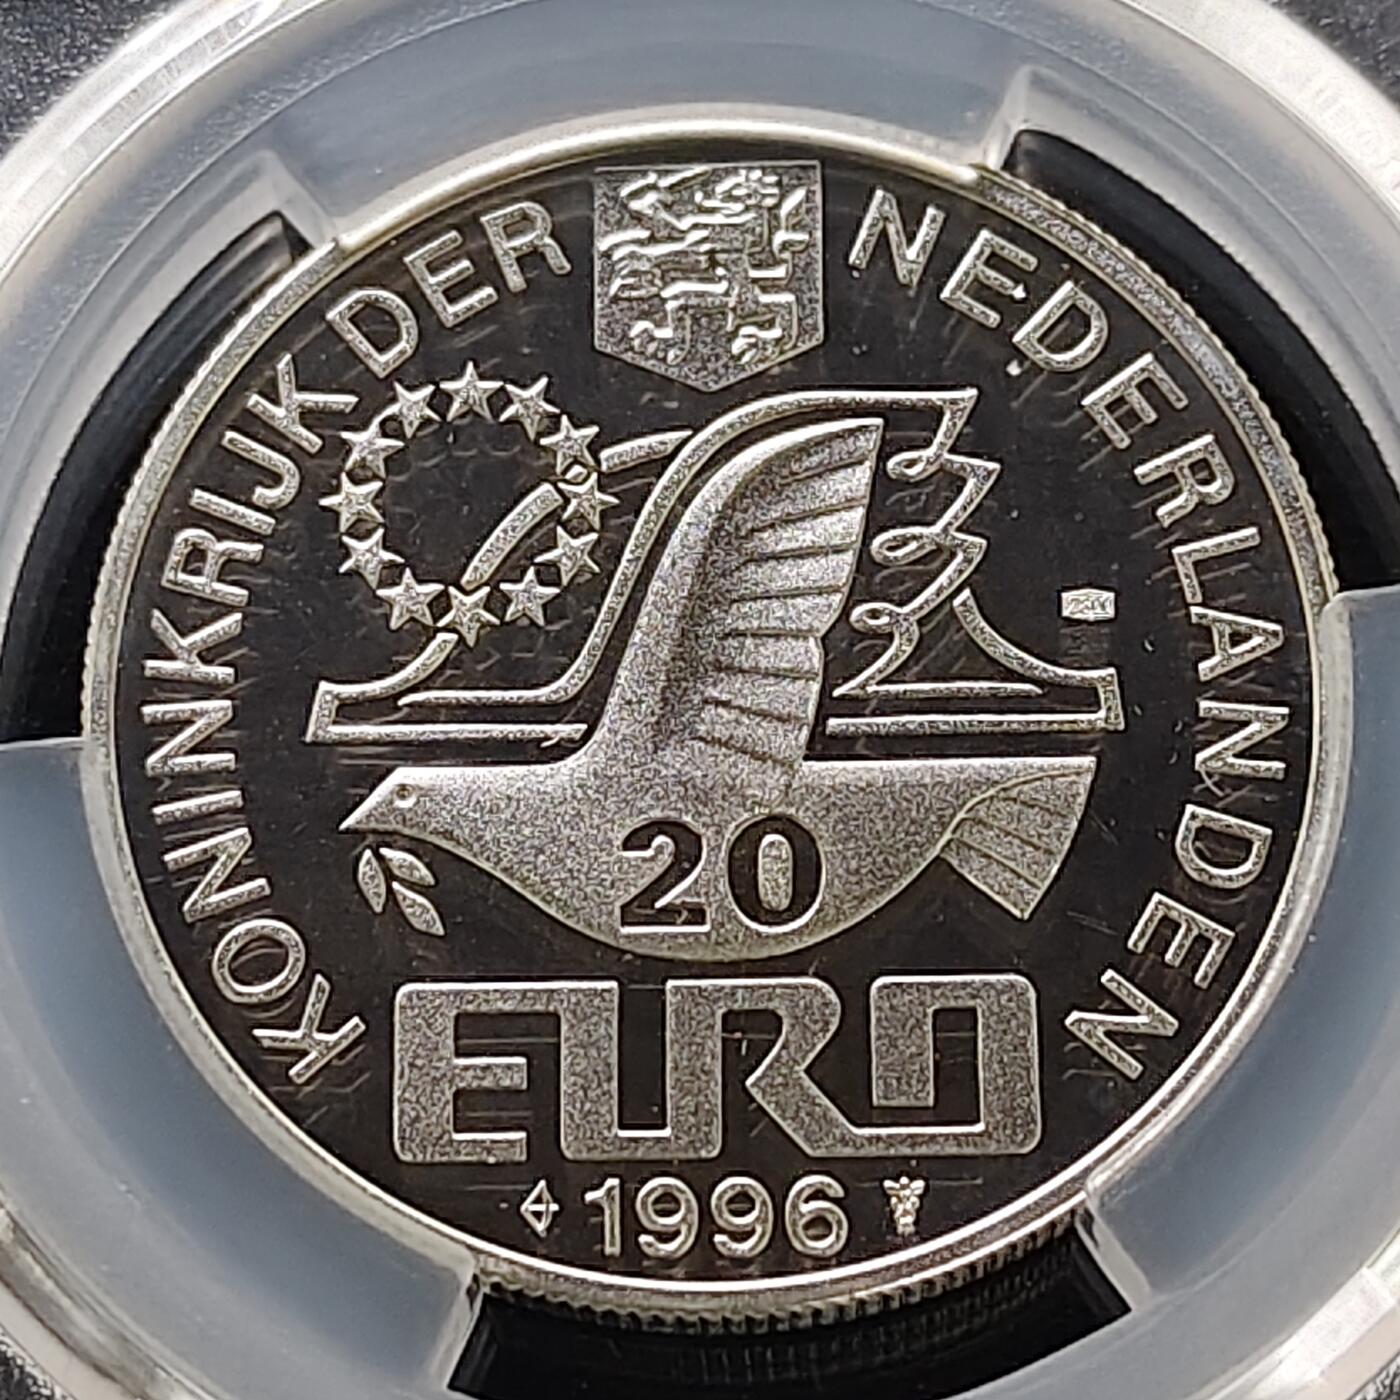 KONINKRIJK DER NEDERLANDEN
20
EURO
1996